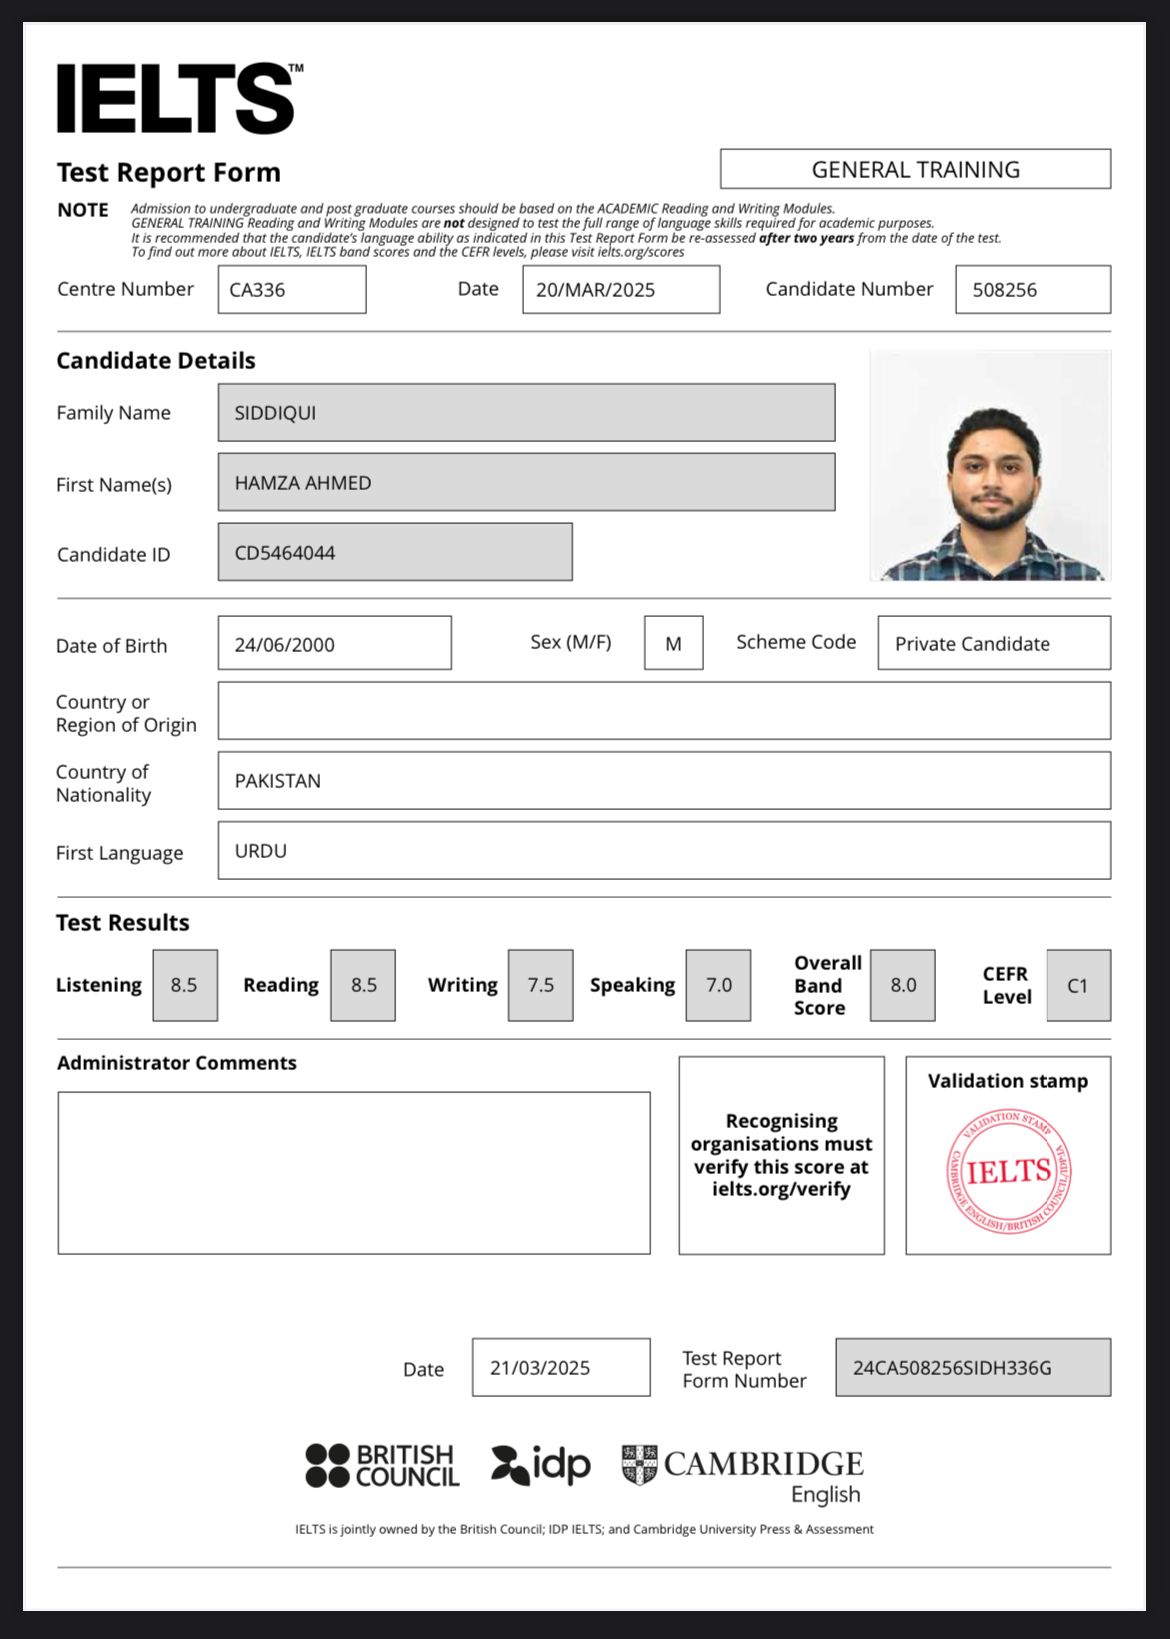 IELTS™
Test Report Form
GENERAL TRAINING
NOTE
Admission to undergraduate and post graduate courses should be based on the ACADEMIC Reading and Writing Modules.
GENERAL TRAINING Reading and Writing Modules are not designed to test the full range of language skills required for academic purposes.
It is recommended that the candidate's language ability as indicated in this Test Report Form be re-assessed after two years from the date of the test.
To find out more about IELTS, IELTS band scores and the CEFR levels, please visit ielts.org/scores
Centre Number CA336 Date 20/MAR/2025 Candidate Number 508256
Candidate Details
Family Name SIDDIQUI
First Name(s) HAMZA AHMED
Candidate ID CD5464044
Date of Birth 24/06/2000 Sex (M/F) M Scheme Code Private Candidate
Country or
Region of Origin
Country of
Nationality
PAKISTAN
First Language URDU
Test Results
Listening 8.5 Reading 8.5 Writing 7.5 Speaking 7.0
Overall
Band
Score
8.0
CEFR
Level
C1
Administrator Comments
Recognising
organisations must
verify this score at
ielts.org/verify
Validation stamp
VALIDATION STAMP
IELTS
CAMBRIDGE ENGLISH/BRITISH COUNCIL/IDP:IA
Date 21/03/2025
Test Report
Form Number
24CA508256SIDH336G
BRITISH
COUNCIL
idp
CAMBRIDGE
English
IELTS is jointly owned by the British Council; IDP IELTS; and Cambridge University Press & Assessment